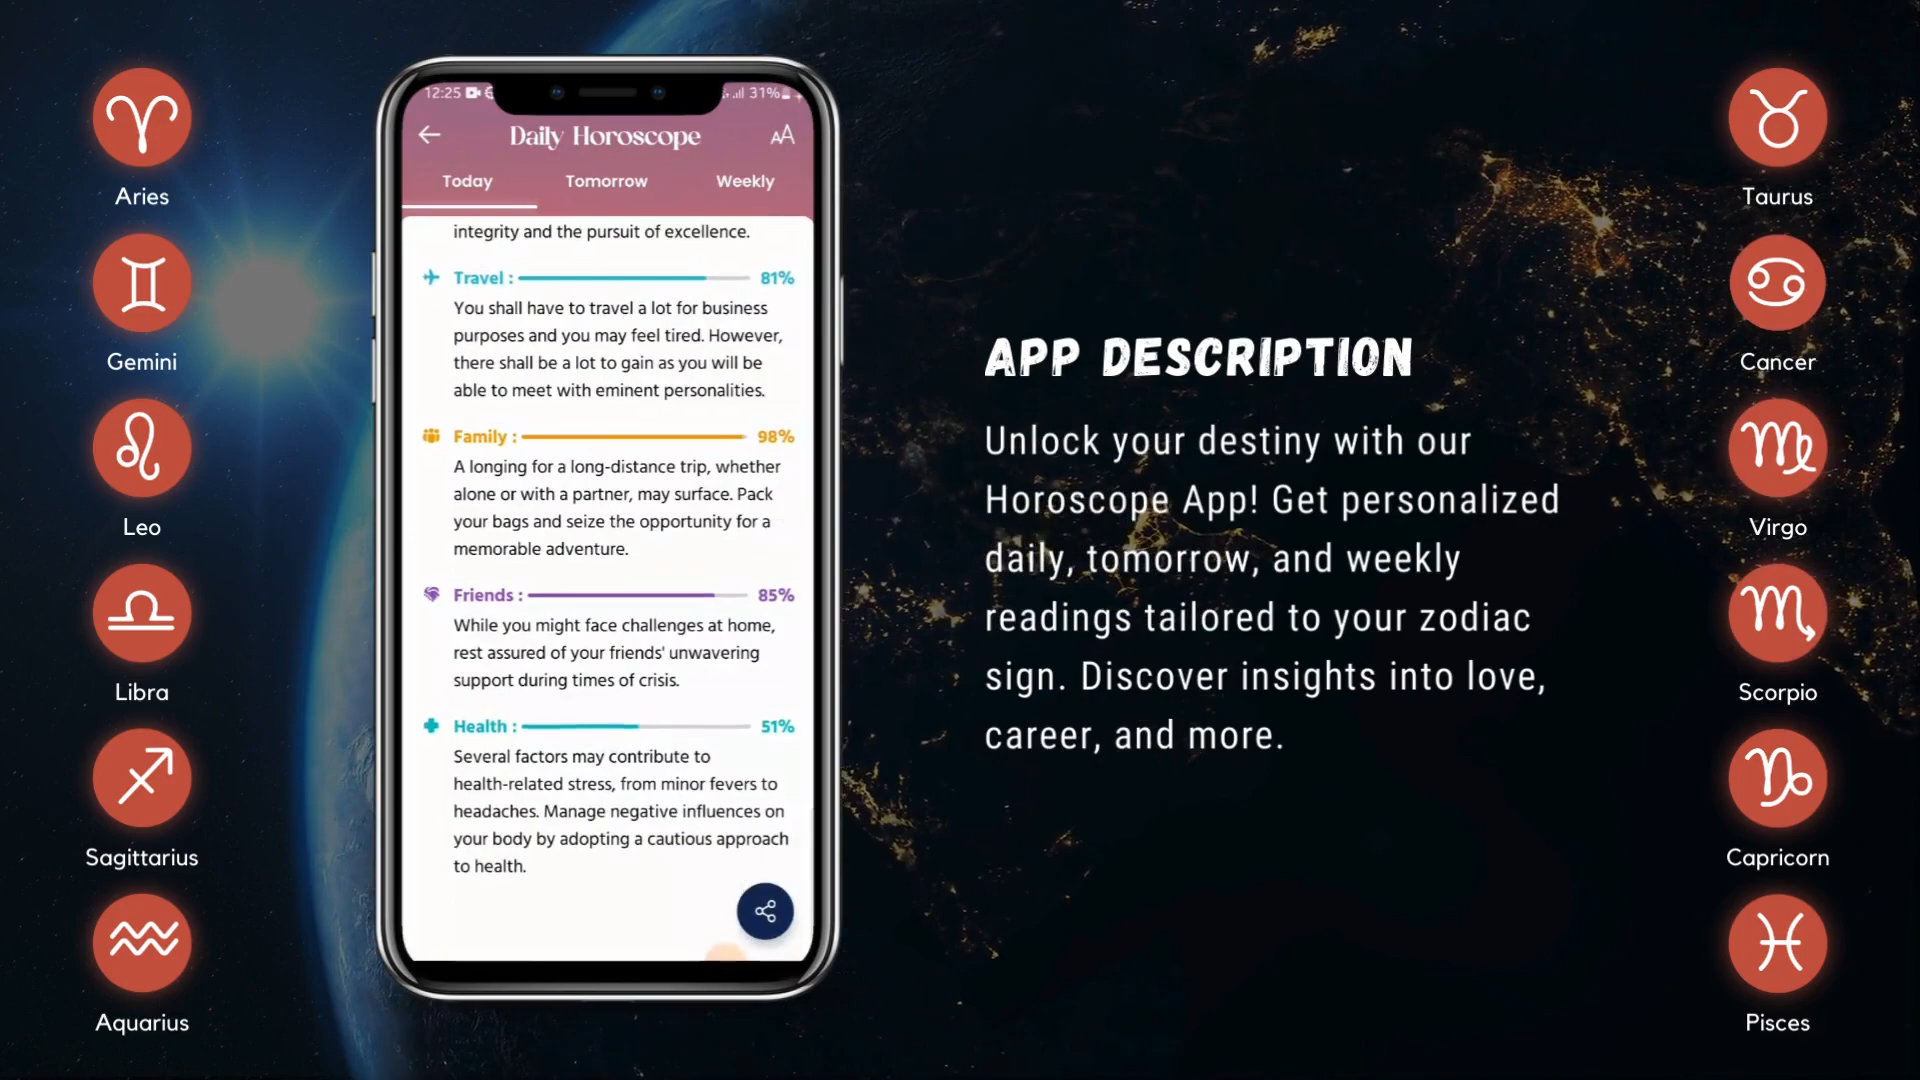 Aries
Gemini
Leo
Libra
Sagittarius
Aquarius
12:25
31%
Daily Horoscope
AA
Today Tomorrow Weekly
integrity and the pursuit of excellence.
Travel : 81%
You shall have to travel a lot for business
purposes and you may feel tired. However,
there shall be a lot to gain as you will be
able to meet with eminent personalities.
Family : 98%
A longing for a long-distance trip, whether
alone or with a partner, may surface. Pack
your bags and seize the opportunity for a
memorable adventure.
Friends : 85%
While you might face challenges at home,
rest assured of your friends' unwavering
support during times of crisis.
Health : 51%
Several factors may contribute to
health-related stress, from minor fevers to
headaches. Manage negative influences on
your body by adopting a cautious approach
to health.
APP DESCRIPTION
Unlock your destiny with our
Horoscope App! Get personalized
daily, tomorrow, and weekly
readings tailored to your zodiac
sign. Discover insights into love,
career, and more.
Taurus
Cancer
Virgo
Scorpio
Capricorn
Pisces